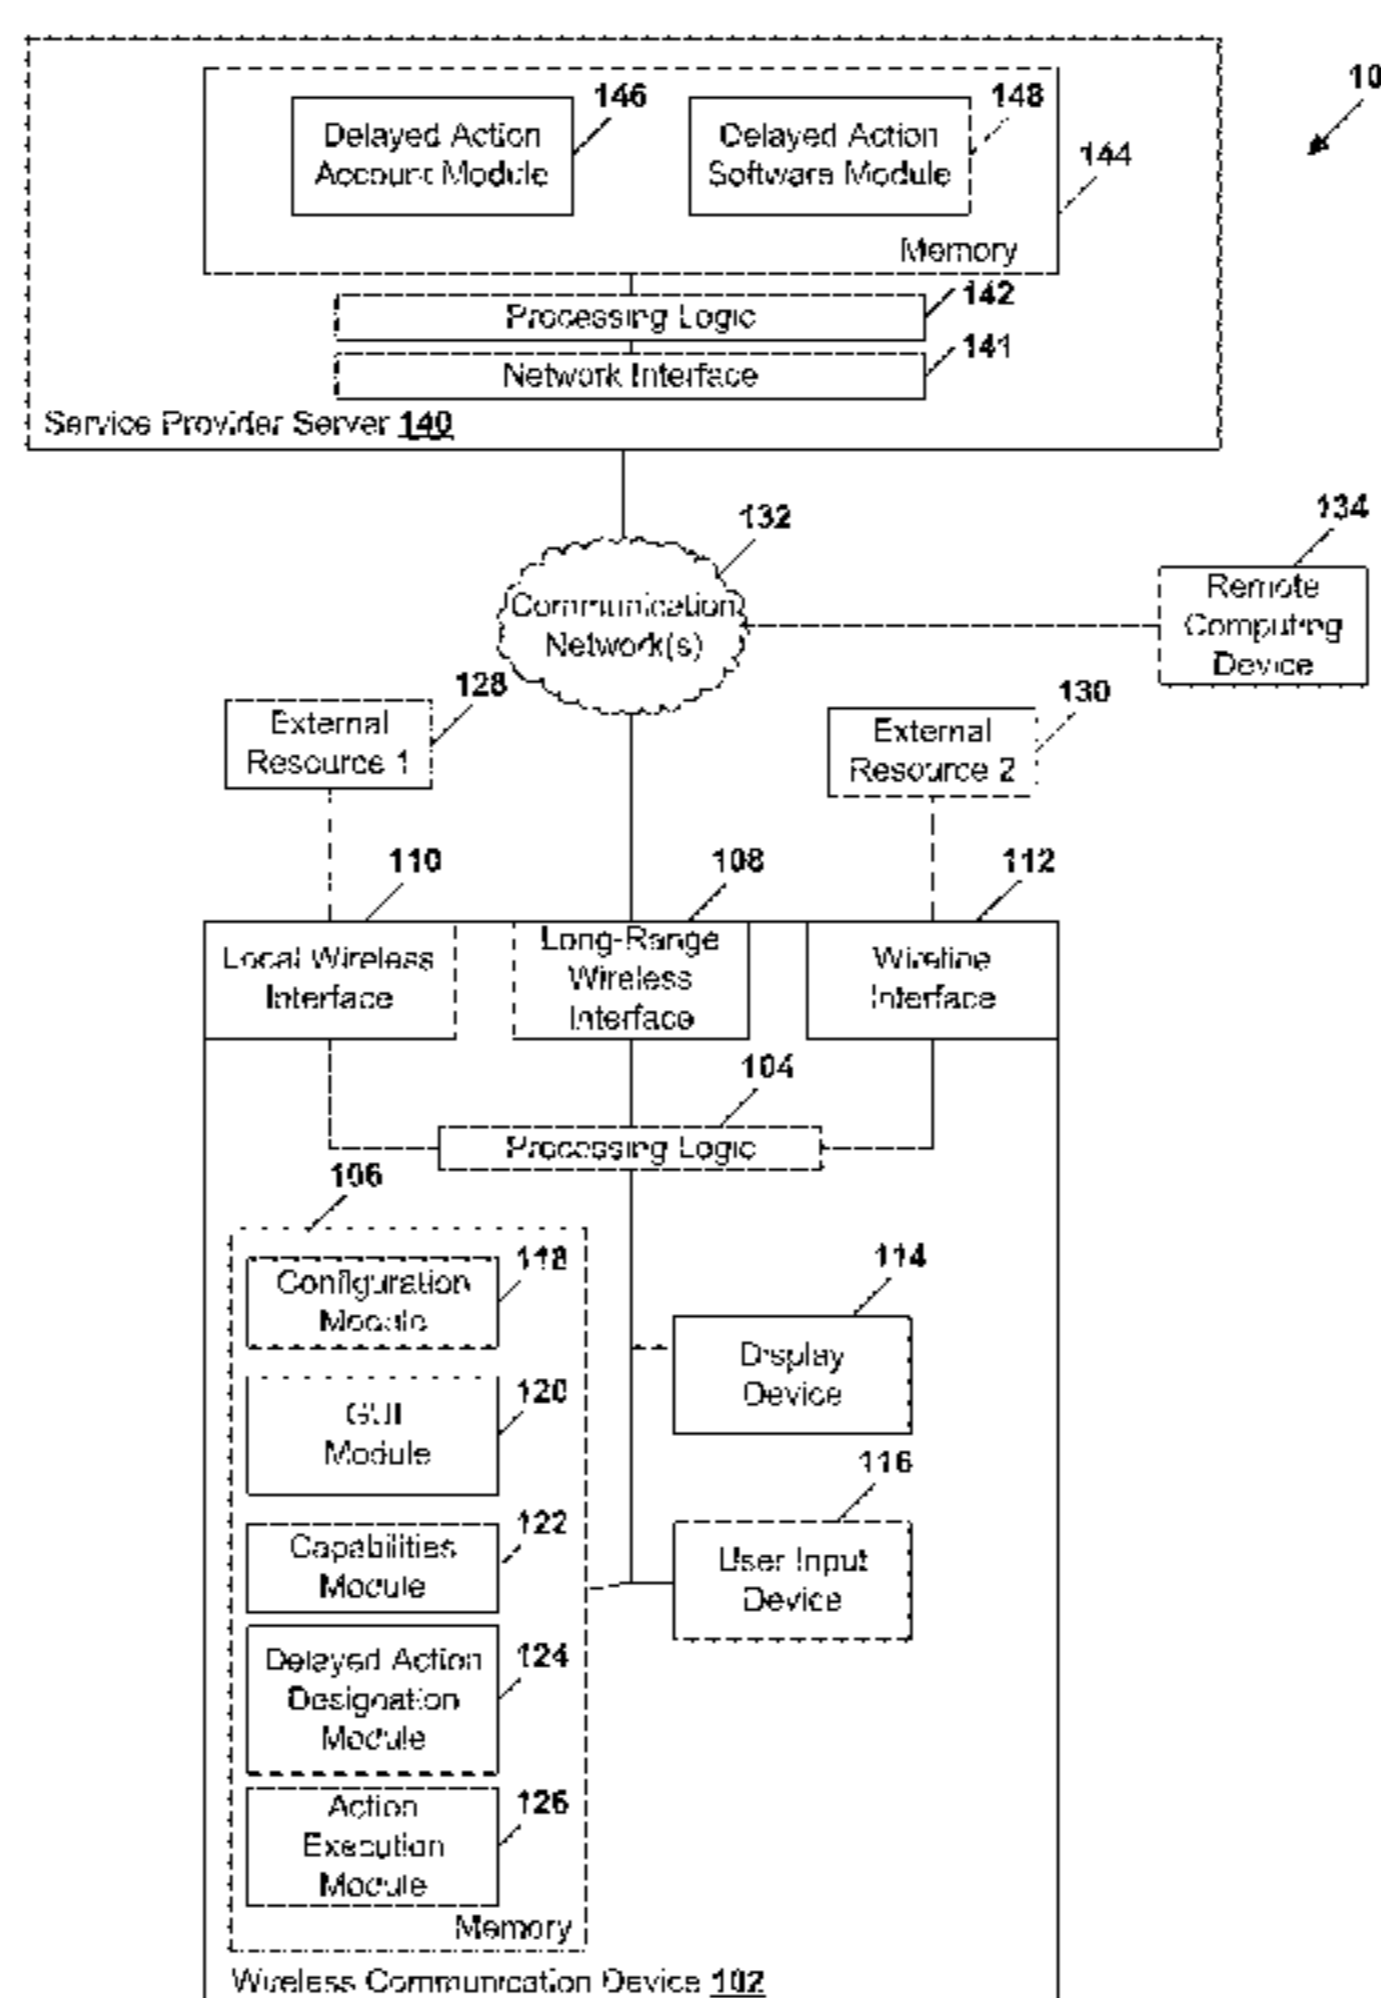 10
146
148
Delayed Action
Account Module
Delayed Action
Software Module
144
Memory
142
Processing Logic
141
Network Interface
Service Provider Server 140
132
134
Communication
Network(s)
Remote
Computing
Device
128
130
External
Resource 1
External
Resource 2
110
108
112
Local Wireless
Interface
Long-Range
Wireless
Interface
Wireline
Interface
104
Processing Logic
106
118
Configuration
Module
114
Display
Device
120
GUI
Module
116
User Input
Device
122
Capabilities
Module
124
Delayed Action
Designation
Module
126
Action
Execution
Module
Memory
Wireless Communication Device 102